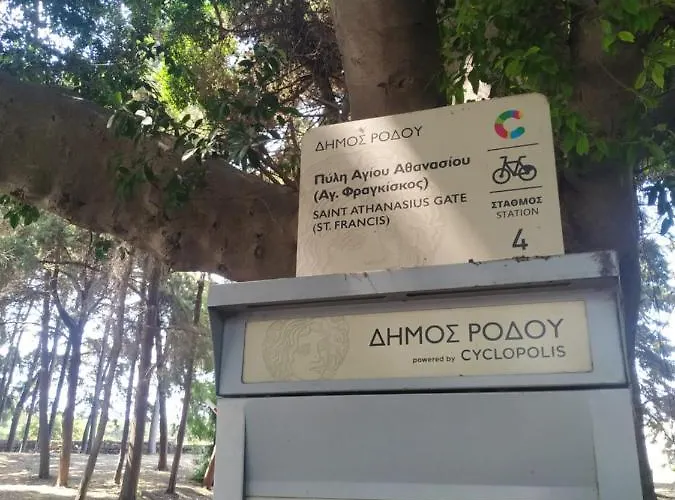 ΔΗΜΟΣ ΡΟΔΟΥ
Πύλη Αγίου Αθανασίου
(Αγ. Φραγκίσκος)
SAINT ATHANASIUS GATE
(ST. FRANCIS)
ΣΤΑΘΜΟΣ
STATION
4
ΔΗΜΟΣ ΡΟΔΟΥ
powered by CYCLOPOLIS